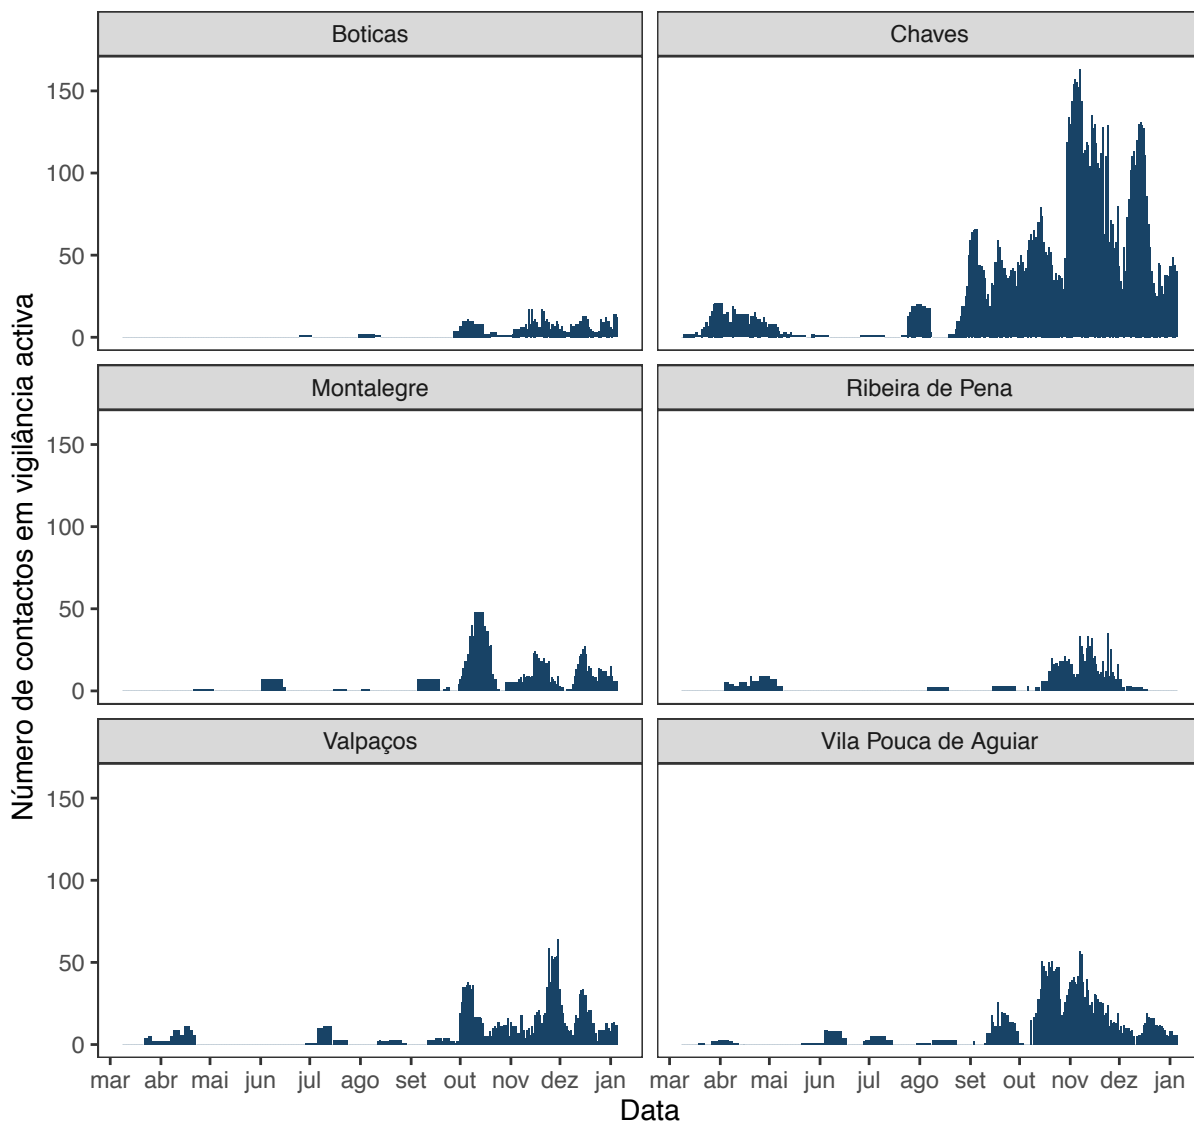 Boticas
Chaves
150
100
50
0
Montalegre
Ribeira de Pena
150
100
50
0
Valpaços
Vila Pouca de Aguiar
150
100
50
0
mar abr mai jun jul ago set out nov dez jan
mar abr mai jun jul ago set out nov dez jan
Data
Número de contactos em vigilância activa